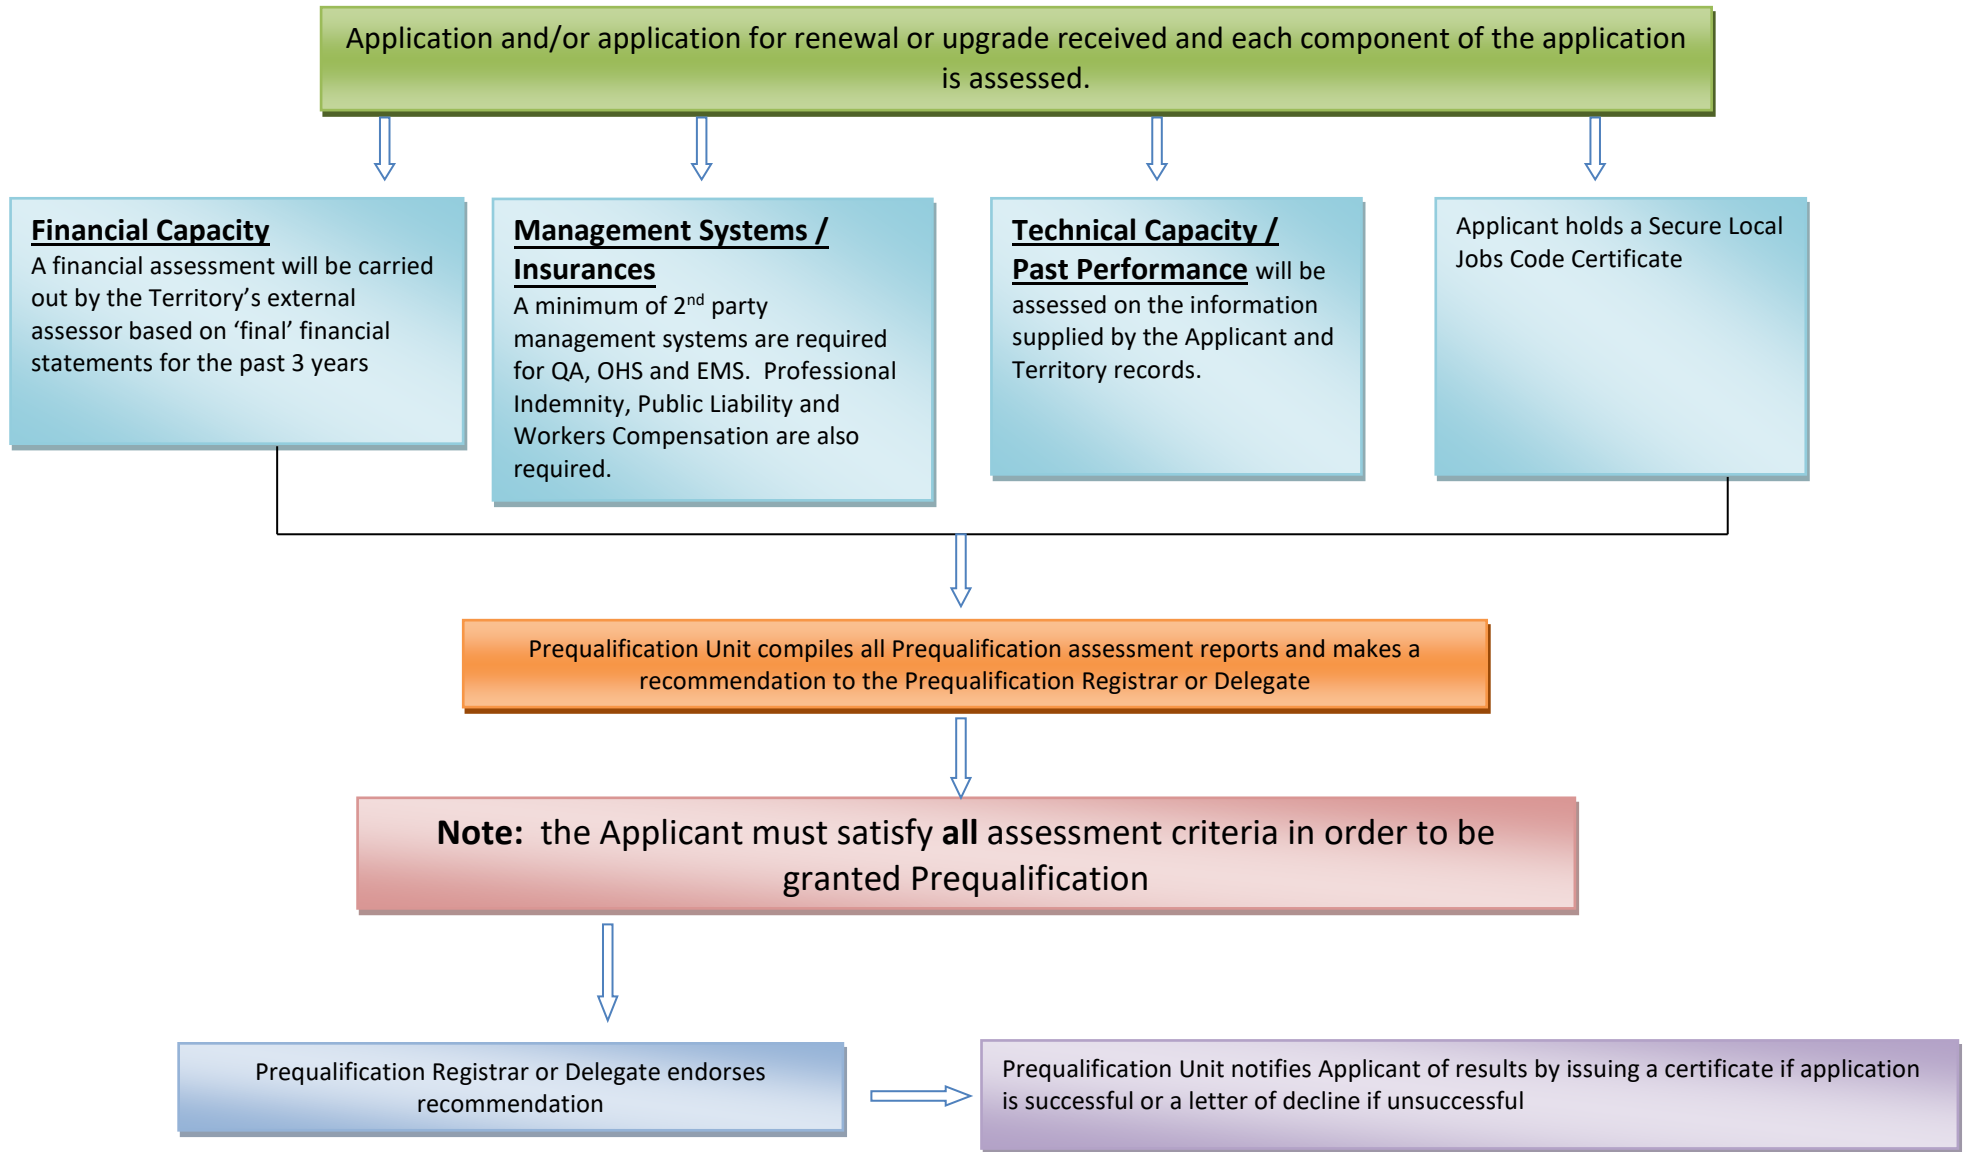 Application and/or application for renewal or upgrade received and each component of the application
is assessed.
Financial Capacity
A financial assessment will be carried
out by the Territory’s external
assessor based on ‘final’ financial
statements for the past 3 years
Management Systems /
Insurances
A minimum of 2nd party
management systems are required
for QA, OHS and EMS.  Professional
Indemnity, Public Liability and
Workers Compensation are also
required.
Technical Capacity /
Past Performance will be
assessed on the information
supplied by the Applicant and
Territory records.
Applicant holds a Secure Local
Jobs Code Certificate
Prequalification Unit compiles all Prequalification assessment reports and makes a
recommendation to the Prequalification Registrar or Delegate
Note:  the Applicant must satisfy all assessment criteria in order to be
granted Prequalification
Prequalification Registrar or Delegate endorses
recommendation
Prequalification Unit notifies Applicant of results by issuing a certificate if application
is successful or a letter of decline if unsuccessful